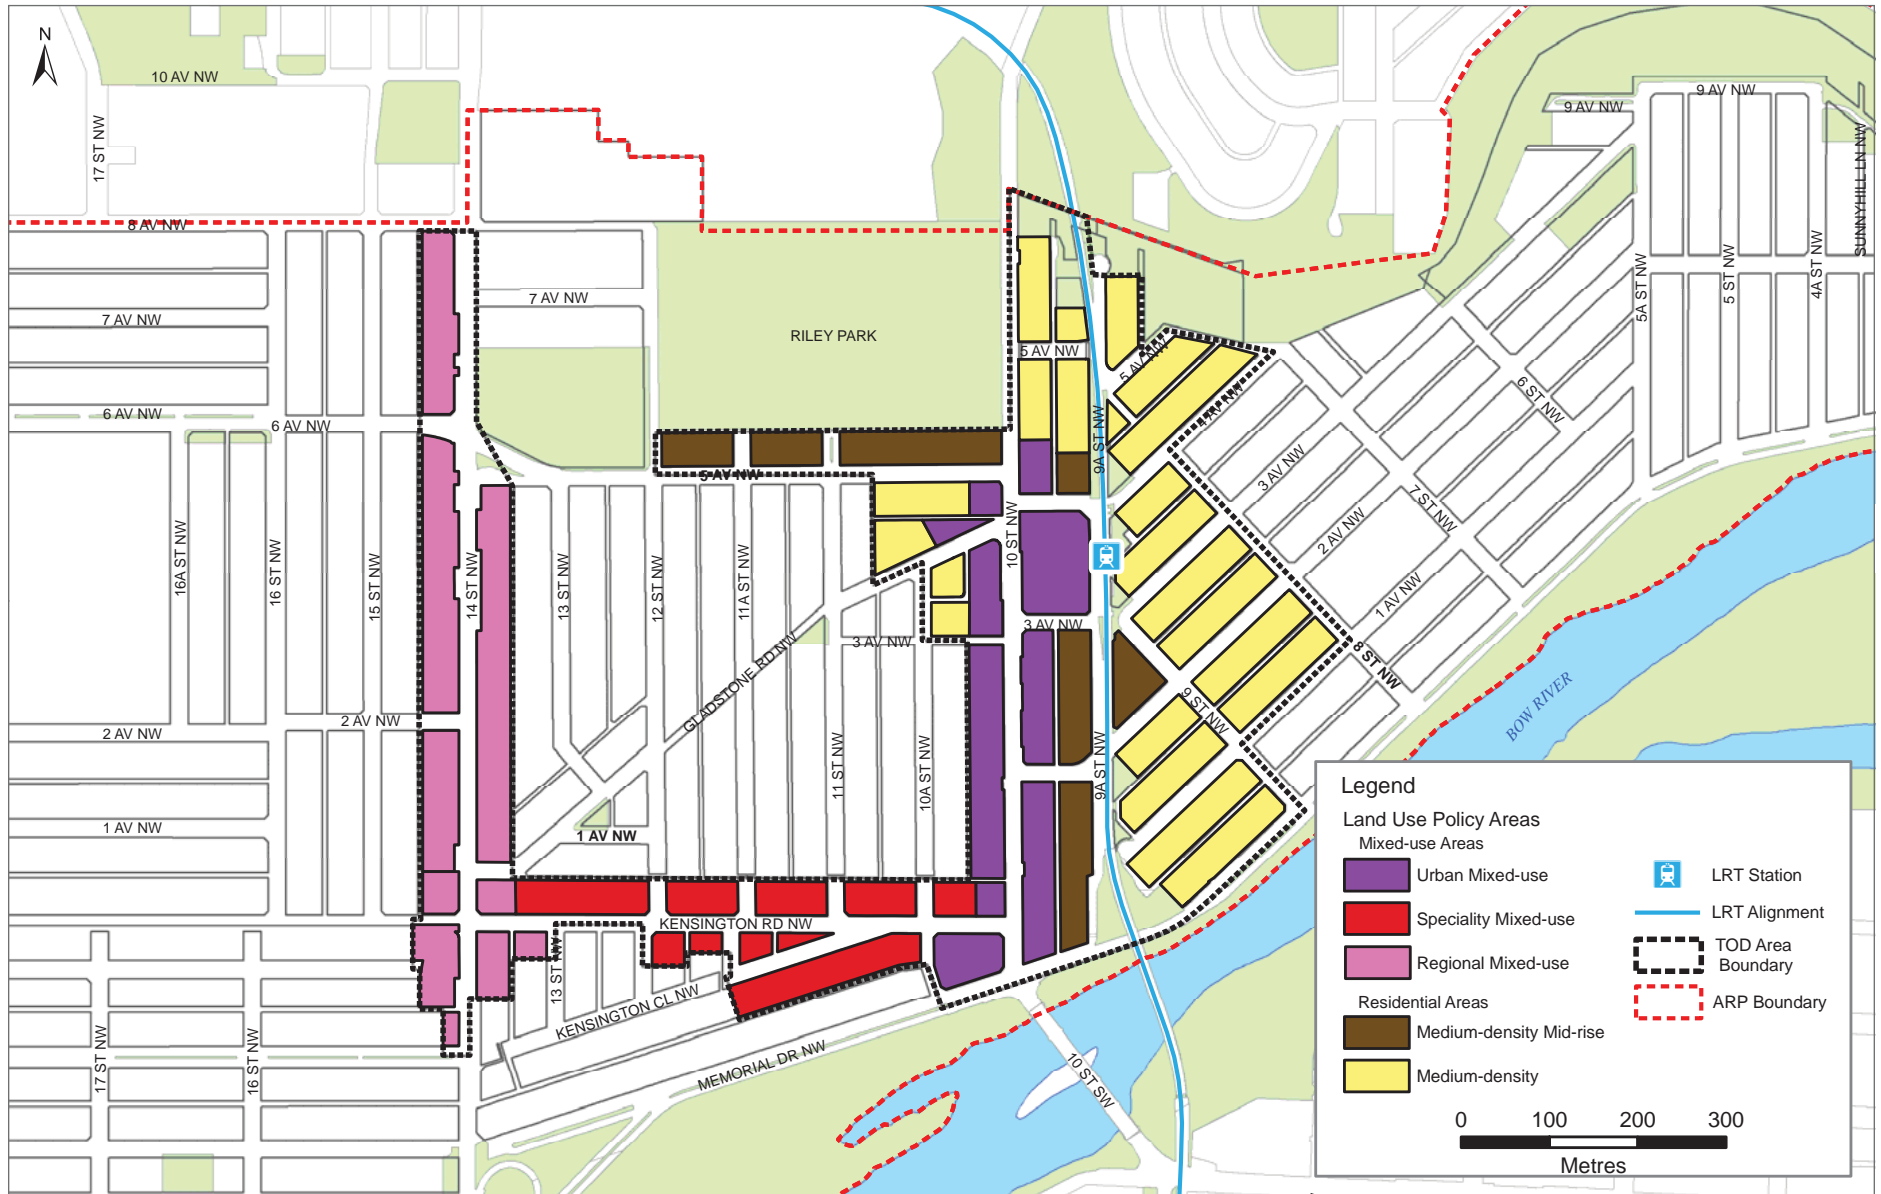 N
10 AV NW
9 AV NW
9 AV NW
17 ST NW
SUNNYHILL LN NW
8 AV NW
5A ST NW
5 ST NW
4A ST NW
7 AV NW
7 AV NW
RILEY PARK
5 AV NW
5 AV NW
4 AV NW
6 ST NW
6 AV NW
6 AV NW
9A ST NW
3 AV NW
5 AV NW
7 ST NW
2 AV NW
10 ST NW
16A ST NW
16 ST NW
15 ST NW
14 ST NW
13 ST NW
12 ST NW
11A ST NW
1 AV NW
3 AV NW
3 AV NW
GLADSTONE RD NW
8 ST NW
9 ST NW
BOW RIVER
2 AV NW
2 AV NW
11 ST NW
10A ST NW
9A ST NW
1 AV NW
1 AV NW
KENSINGTON RD NW
13 ST NW
KENSINGTON CL NW
MEMORIAL DR NW
17 ST NW
16 ST NW
10 ST SW
Legend
Land Use Policy Areas
Mixed-use Areas
Urban Mixed-use
Speciality Mixed-use
Regional Mixed-use
Residential Areas
Medium-density Mid-rise
Medium-density
LRT Station
LRT Alignment
TOD Area
Boundary
ARP Boundary
0 100 200 300
Metres